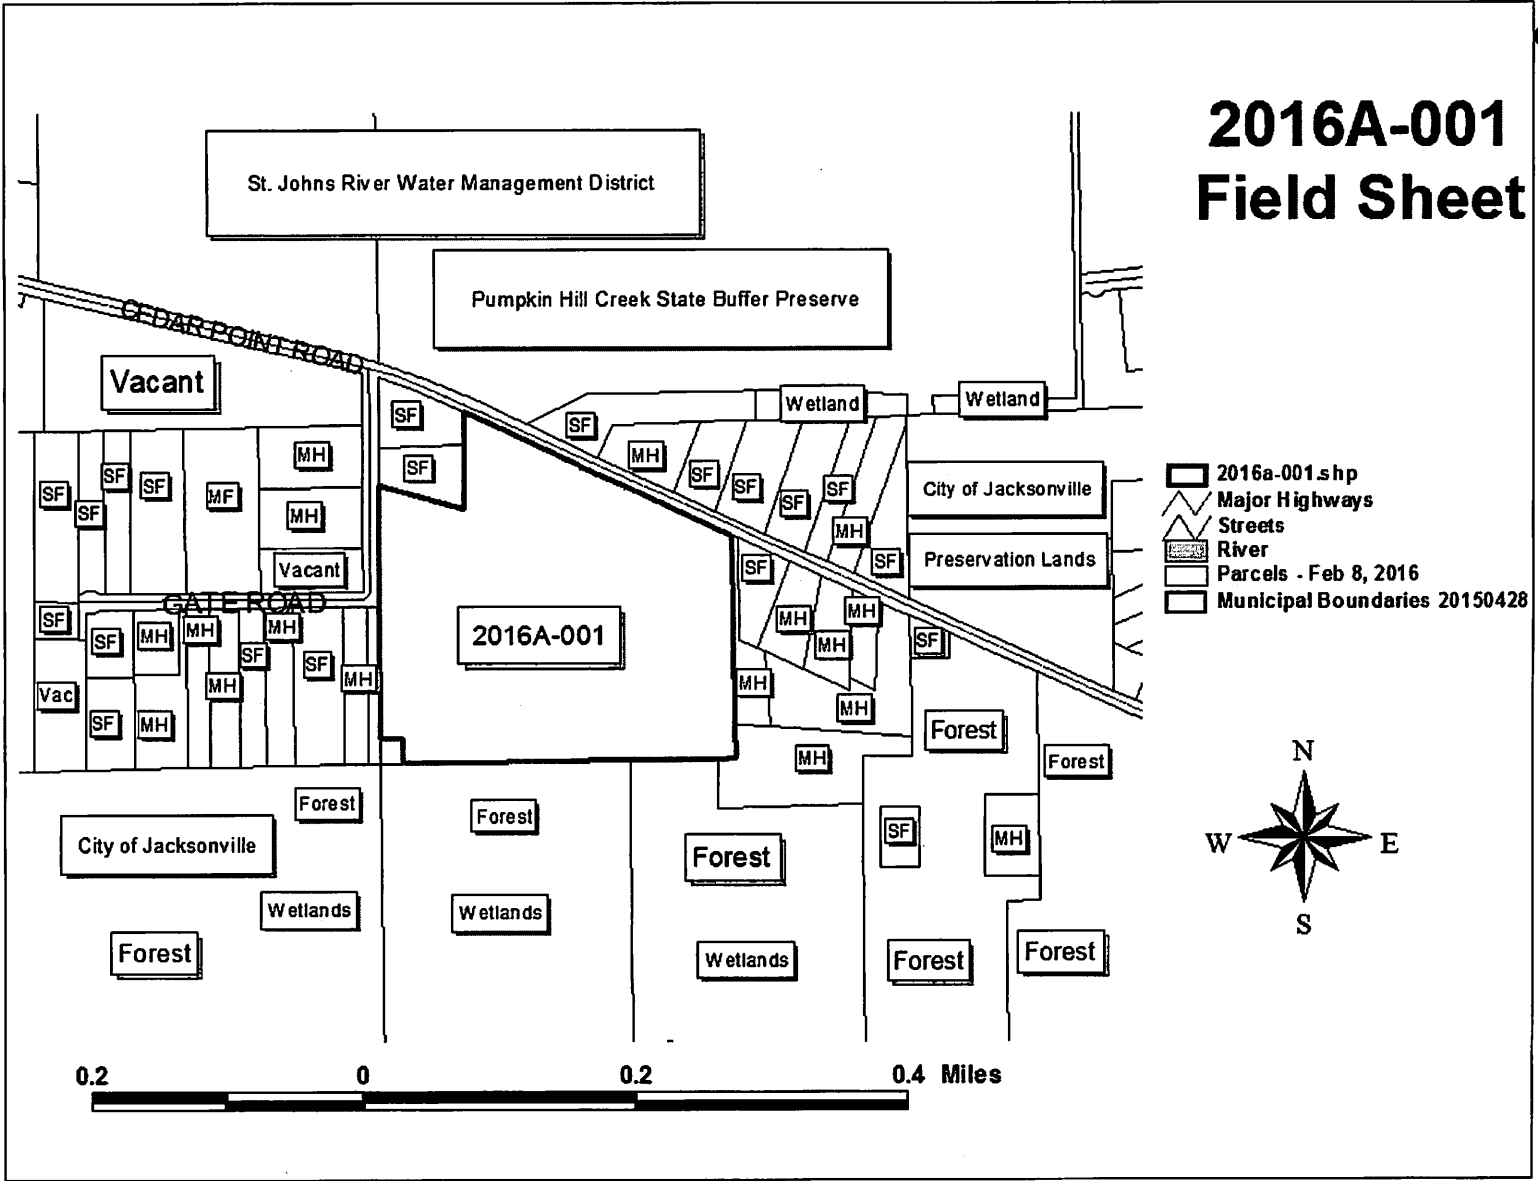 2016A-001
Field Sheet
St. Johns River Water Management District
Pumpkin Hill Creek State Buffer Preserve
CEDAR POINT ROAD
Vacant
SF
SF
Wetland
Wetland
SF
MH
MH
SF
SF
SF
SF
SF
MF
SF
SF
SF
SF
City of Jacksonville
MH
MH
Vacant
SF
SF
Preservation Lands
2016a-001.shp
Major Highways
Streets
River
Parcels - Feb 8, 2016
Municipal Boundaries 20150428
GATE ROAD
SF
SF
MH
MH
MH
SF
SF
MH
MH
Vac
SF
MH
2016A-001
MH
MH
MH
SF
MH
MH
MH
Forest
Forest
Forest
Forest
City of Jacksonville
Forest
SF
MH
Wetlands
Wetlands
Forest
Wetlands
Forest
Forest
N
W
E
S
0.2 0 0.2 0.4 Miles